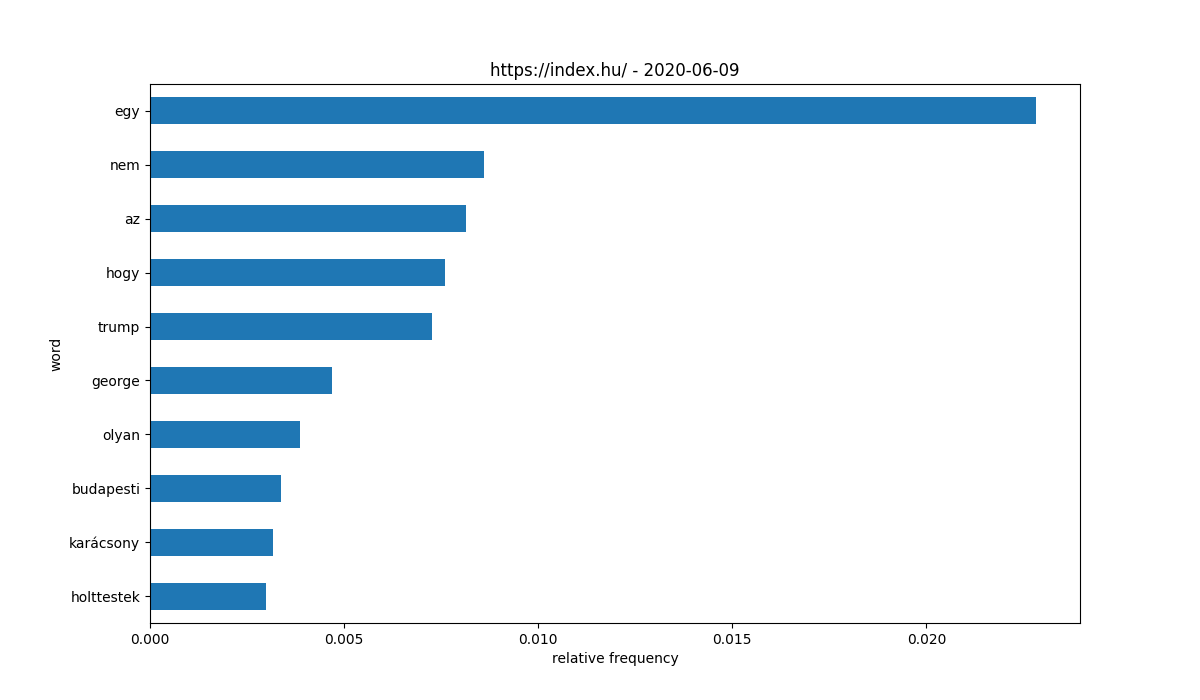 https://index.hu/ - 2020-06-09
egy
nem
az
hogy
trump
george
olyan
budapesti
karácsony
holttestek
word
0.000 0.005 0.010 0.015 0.020
relative frequency